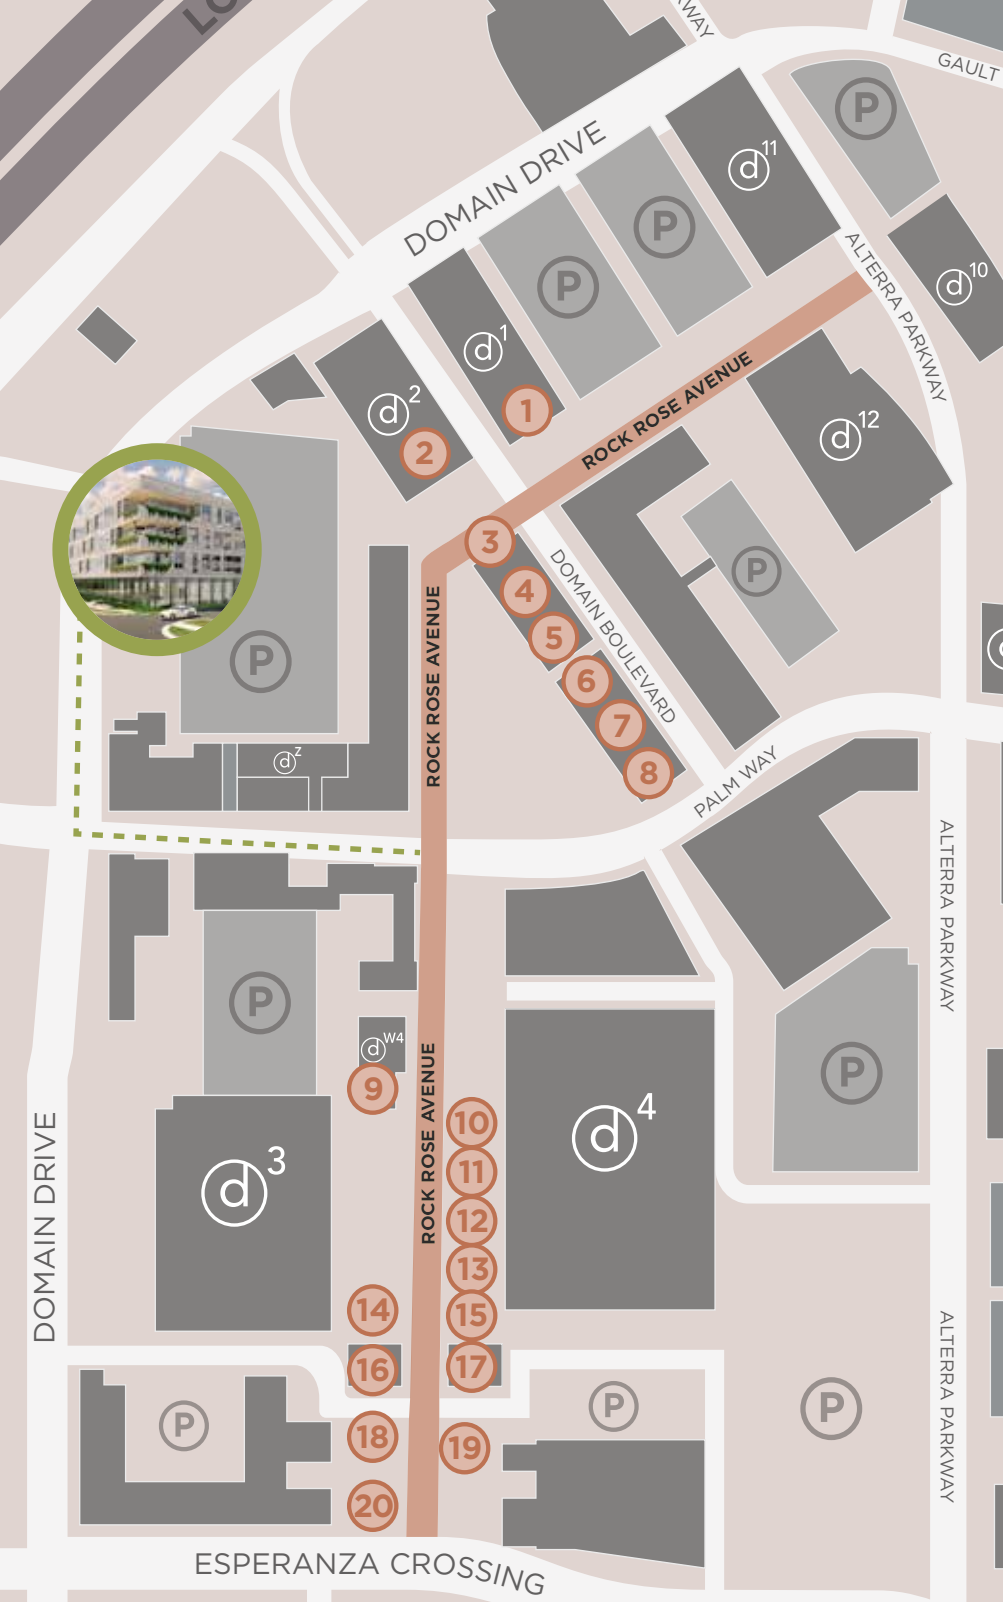 LO
WAY
GAULT
P
DOMAIN DRIVE
d11
P
P
d10
ALTERRA PARKWAY
d1
ROCK ROSE AVENUE
d2
1
d12
2
3
P
DOMAIN BOULEVARD
4
ROCK ROSE AVENUE
5
P
6
7
dz
8
PALM WAY
ALTERRA PARKWAY
P
dW4
P
9
ROCK ROSE AVENUE
10
d4
11
d3
12
DOMAIN DRIVE
13
14
15
16
17
ALTERRA PARKWAY
P
P
P
18
19
20
ESPERANZA CROSSING